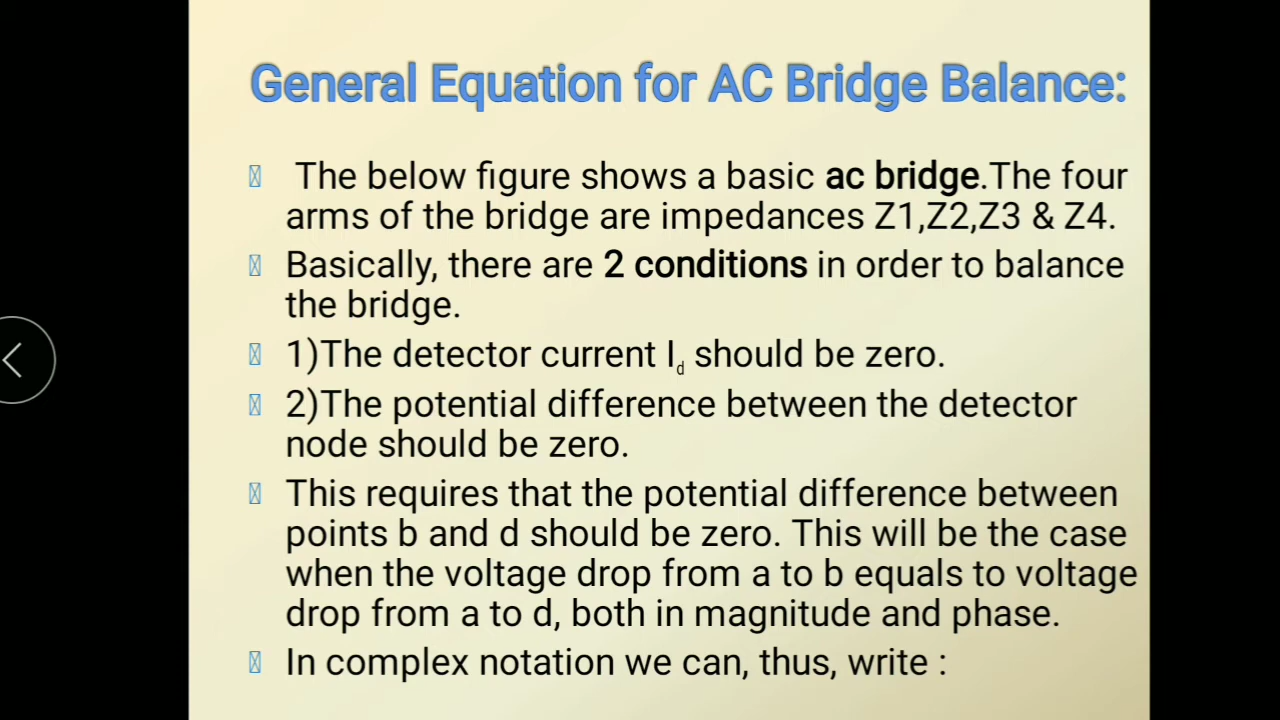 General Equation for AC Bridge Balance:
The below figure shows a basic ac bridge.The four
arms of the bridge are impedances Z1,Z2,Z3 & Z4.
Basically, there are 2 conditions in order to balance
the bridge.
1)The detector current Id should be zero.
2)The potential difference between the detector
node should be zero.
This requires that the potential difference between
points b and d should be zero. This will be the case
when the voltage drop from a to b equals to voltage
drop from a to d, both in magnitude and phase.
In complex notation we can, thus, write :